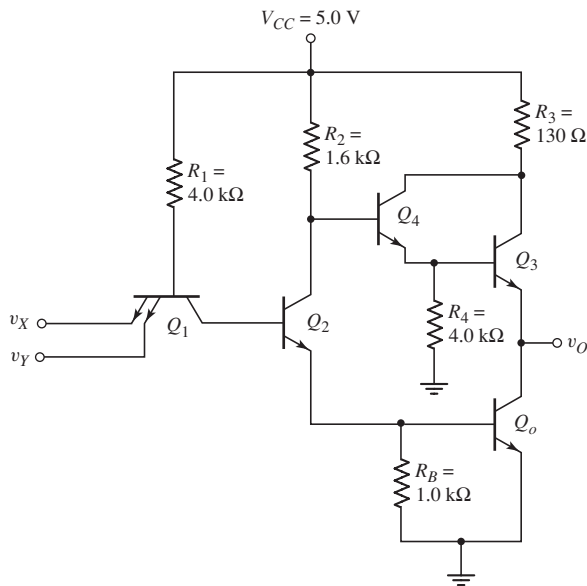 V_CC = 5.0 V
R_3 =
130 Ω
R_2 =
1.6 kΩ
R_1 =
4.0 kΩ
Q_4
Q_3
v_X
Q_1
Q_2
R_4 =
4.0 kΩ
v_O
v_Y
Q_o
R_B =
1.0 kΩ